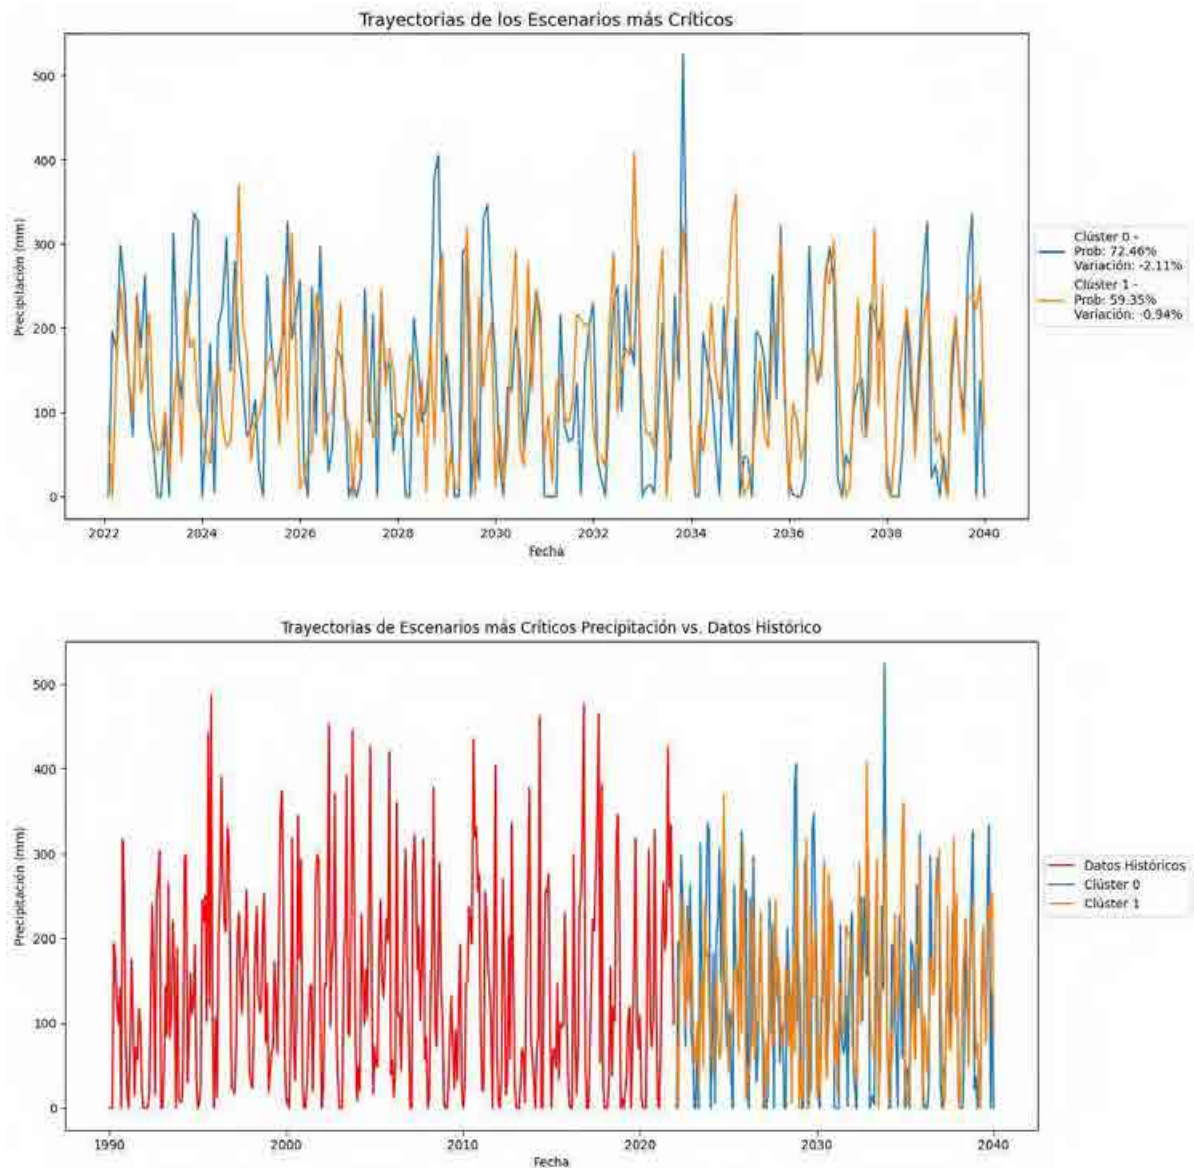 Trayectorias de los Escenarios más Críticos
500
400
300
200
100
0
Precipitación (mm)
2022 2024 2026 2028 2030 2032 2034 2036 2038 2040
Fecha
Clúster 0 -
Prob: 72.46%
Variación: -2.11%
Clúster 1 -
Prob: 59.35%
Variación: -0.94%
Trayectorias de Escenarios más Críticos Precipitación vs. Datos Histórico
500
400
300
200
100
0
Precipitación (mm)
1990 2000 2010 2020 2030 2040
Fecha
Datos Históricos
Clúster 0
Clúster 1